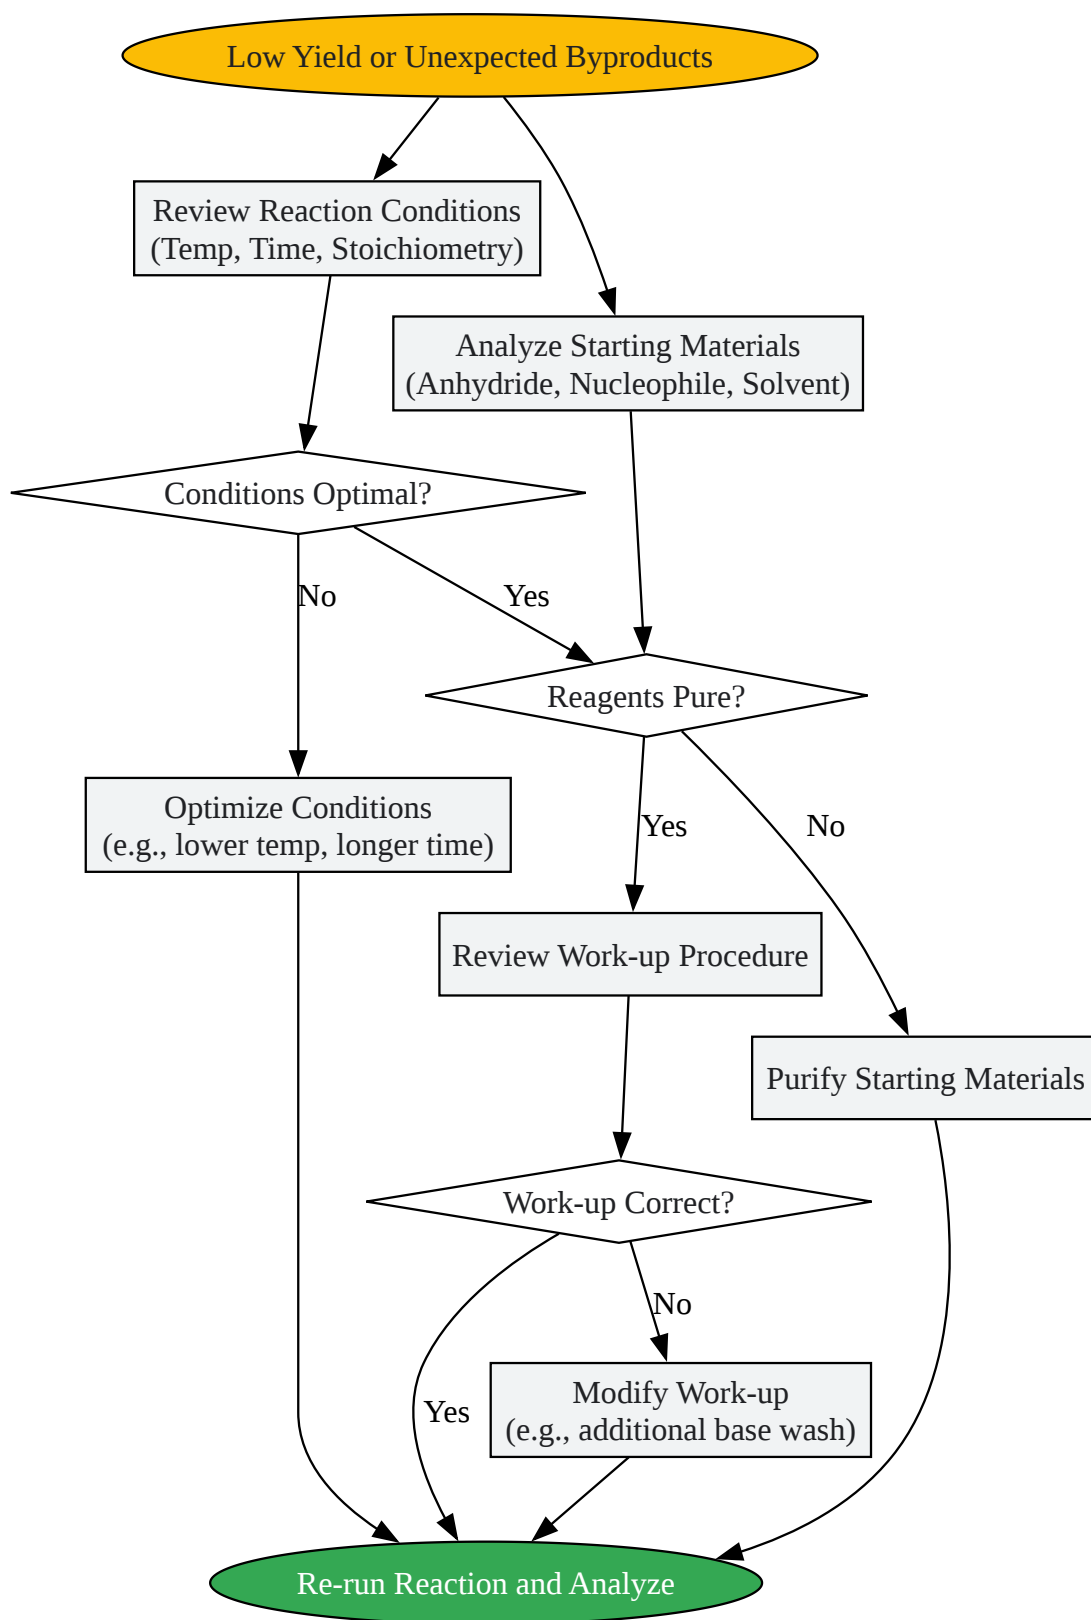 Low Yield or Unexpected Byproducts
Review Reaction Conditions
(Temp, Time, Stoichiometry)
Analyze Starting Materials
(Anhydride, Nucleophile, Solvent)
Conditions Optimal?
No
Yes
Reagents Pure?
Optimize Conditions
(e.g., lower temp, longer time)
Yes
No
Review Work-up Procedure
Purify Starting Materials
Work-up Correct?
No
Modify Work-up
(e.g., additional base wash)
Yes
Re-run Reaction and Analyze